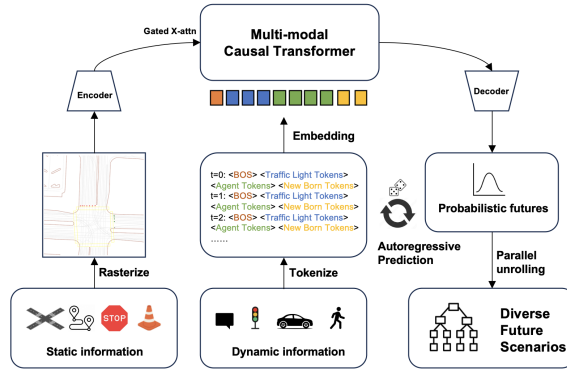 Gated X-attn
Multi-modal
Causal Transformer
Encoder
Decoder
Embedding
t=0: <BOS> <Traffic Light Tokens>
<Agent Tokens> <New Born Tokens>
t=1: <BOS> <Traffic Light Tokens>
<Agent Tokens> <New Born Tokens>
t=2: <BOS> <Traffic Light Tokens>
<Agent Tokens> <New Born Tokens>
......
Probabilistic futures
Autoregressive
Prediction
Rasterize
Tokenize
Parallel
unrolling
STOP
Static information
Dynamic information
Diverse
Future
Scenarios